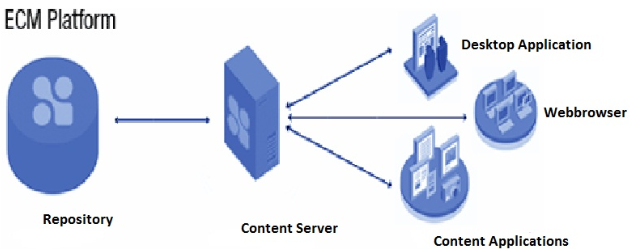 ECM Platform
Desktop Application
Webbrowser
Repository
Content Server
Content Applications